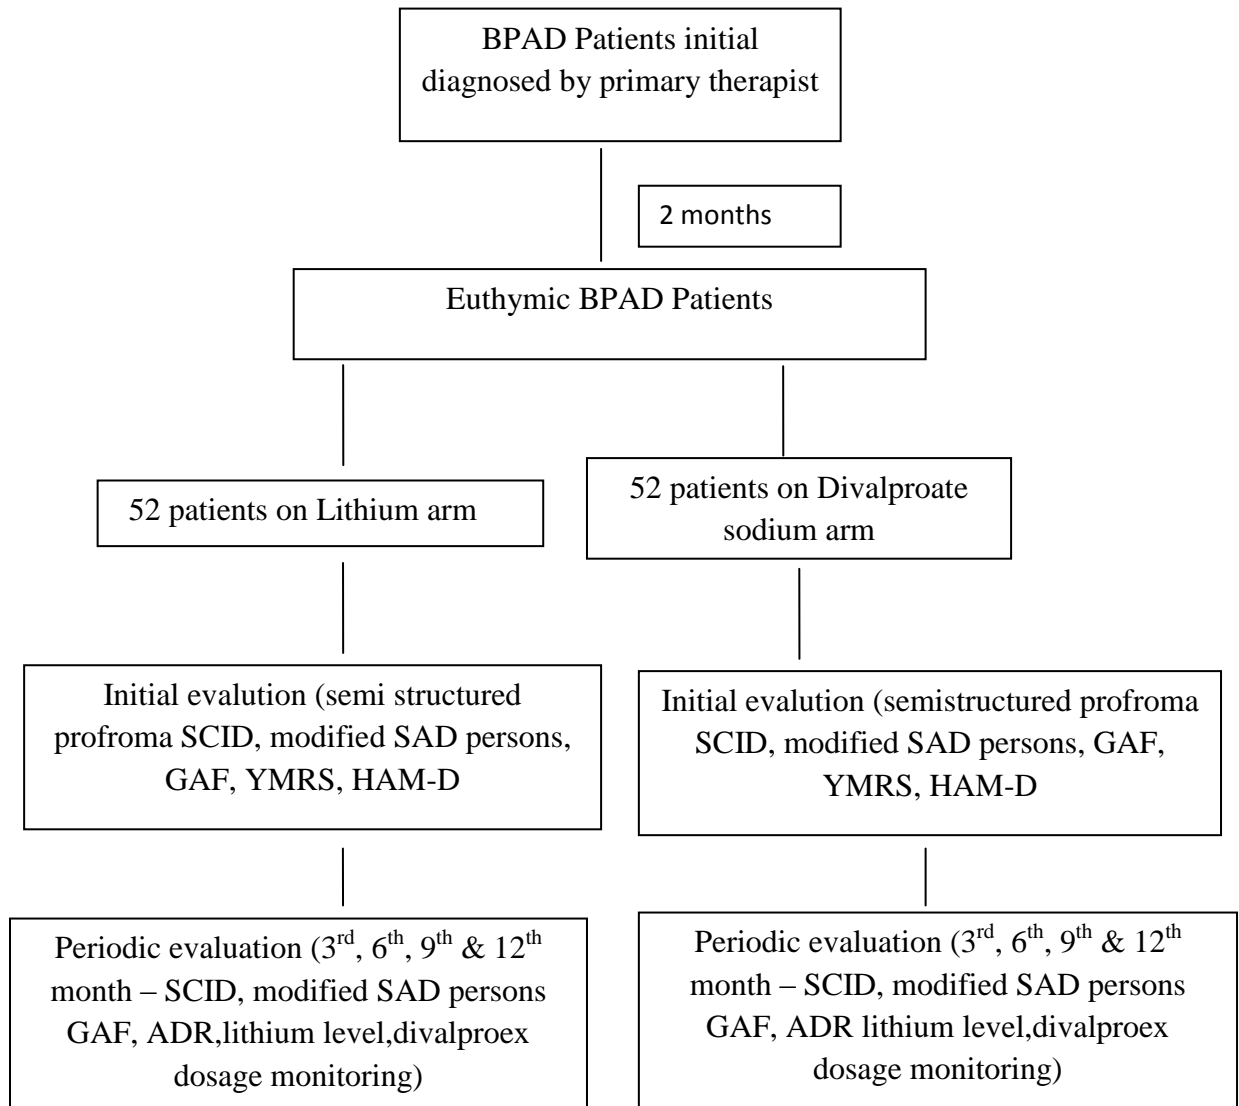 BPAD Patients initial
diagnosed by primary therapist
2 months
Euthymic BPAD Patients
52 patients on Lithium arm
52 patients on Divalproate
sodium arm
Initial evalution (semi structured
profroma SCID, modified SAD persons,
GAF, YMRS, HAM-D
Initial evalution (semistructured profroma
SCID, modified SAD persons, GAF,
YMRS, HAM-D
Periodic evaluation (3rd, 6th, 9th & 12th
month – SCID, modified SAD persons
GAF, ADR,lithium level,divalproex
dosage monitoring)
Periodic evaluation (3rd, 6th, 9th & 12th
month – SCID, modified SAD persons
GAF, ADR lithium level,divalproex
dosage monitoring)